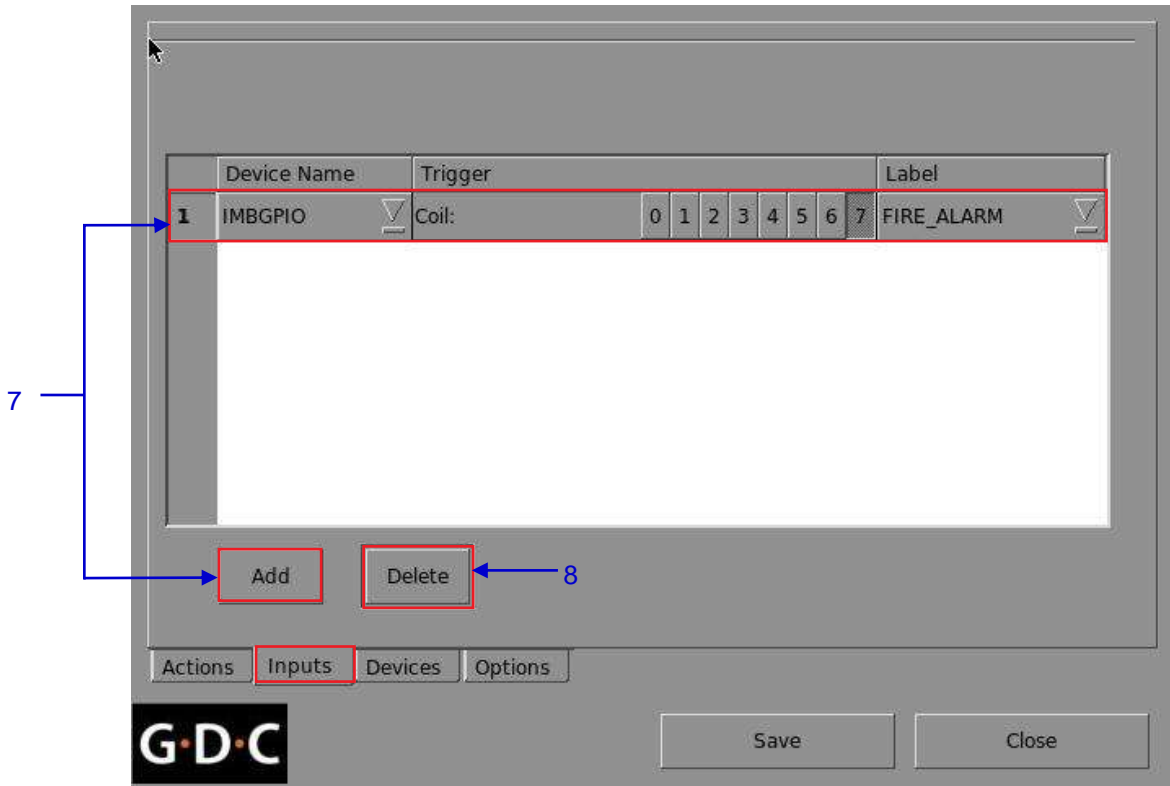 Device Name Trigger Label
1 IMBGPIO Coil: 0 1 2 3 4 5 6 7 FIRE_ALARM
7
Add Delete 8
Actions Inputs Devices Options
G·D·C Save Close